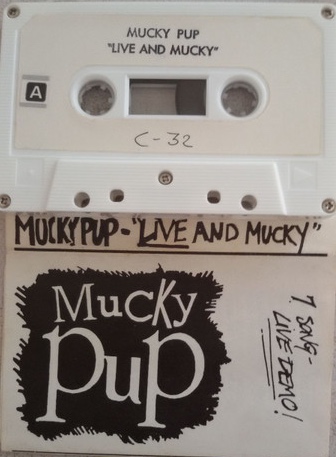 MUCKY PUP
"LIVE AND MUCKY"
A
C-32
MUCKY PUP-"LIVE AND MUCKY"
Mucky
Pup
7 SONG-
LIVE DEMO!